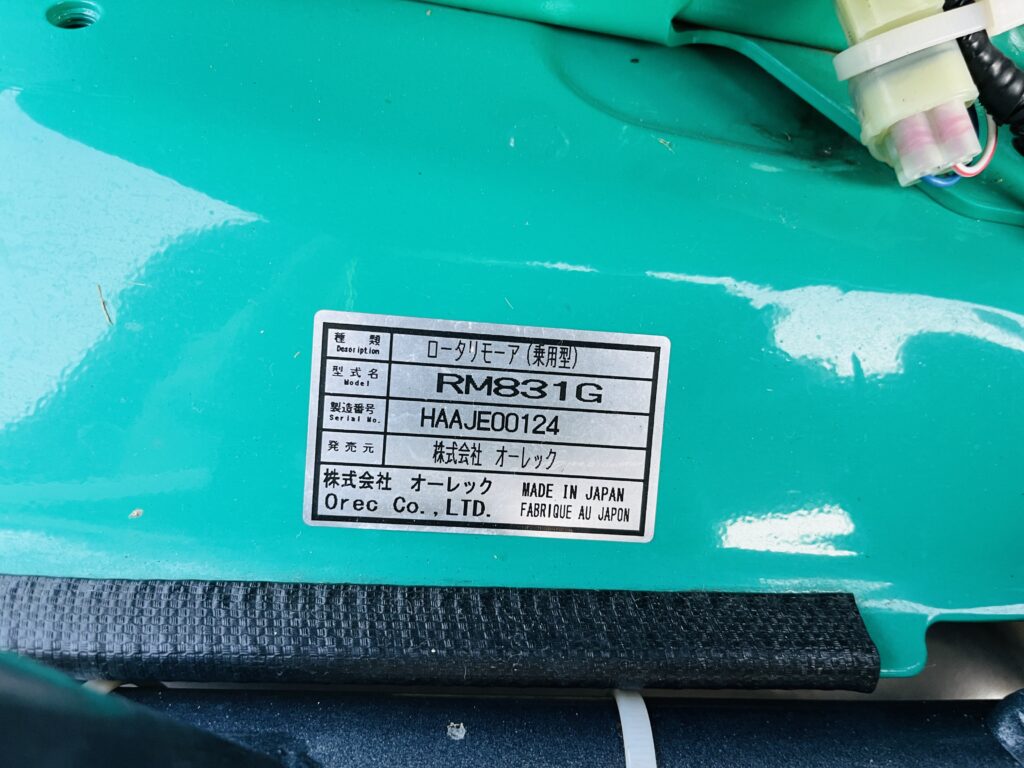 種類 ロータリモーア(乗用型)
Description
型式名 RM831G
Model
製造番号 HAAJE00124
Serial No.
発売元 株式会社 オーレック
株式会社 オーレック MADE IN JAPAN
Orec Co.,LTD. FABRIQUE AU JAPON